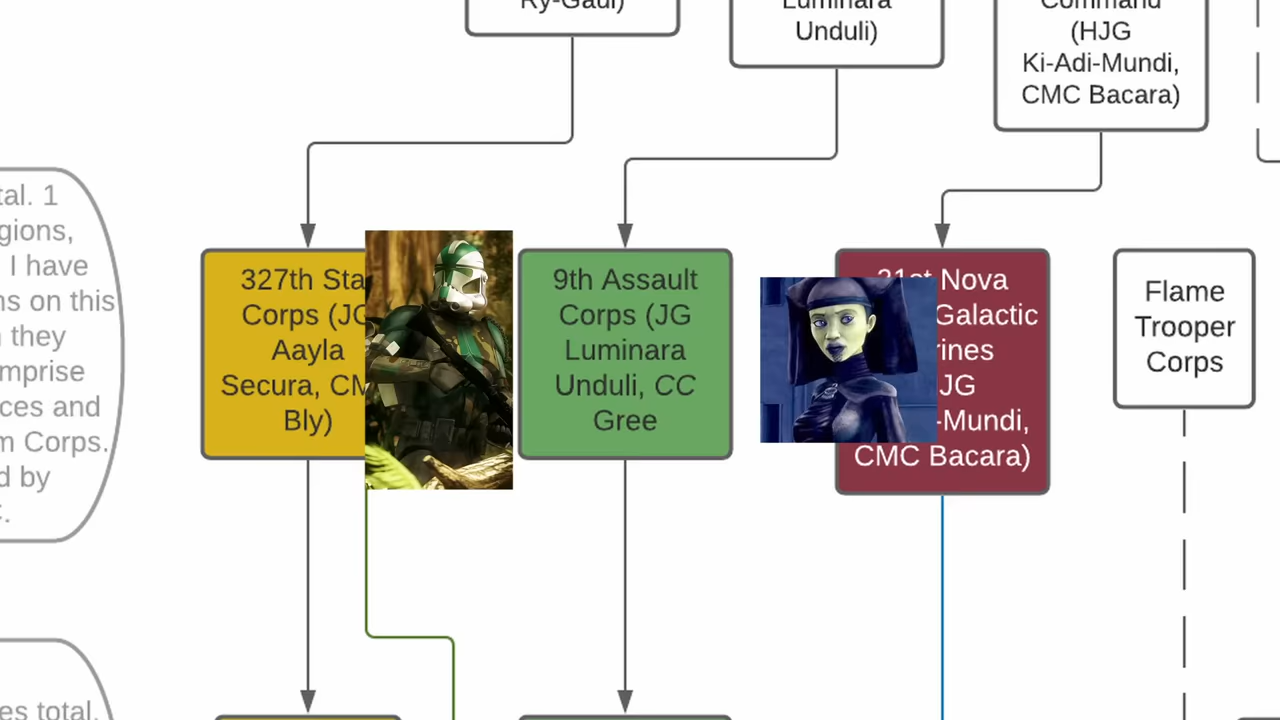 Ry-Gaul)
Luminara
Unduli)
Command
(HJG
Ki-Adi-Mundi,
CMC Bacara)
tal. 1
gions,
I have
ns on this
they
mprise
ces and
m Corps.
d by
327th Sta
Corps (JG
Aayla
Secura, CM
Bly)
9th Assault
Corps (JG
Luminara
Unduli, CC
Gree
21st Nova
Galactic
rines
JG
-Mundi,
CMC Bacara)
Flame
Trooper
Corps
es total.